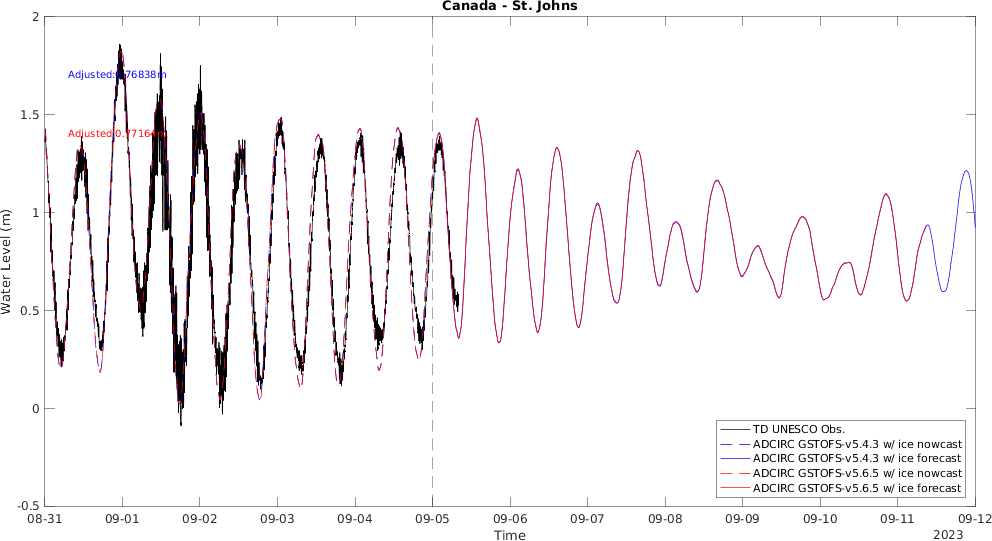 Canada - St. Johns
2
Adjusted:0.76838m
1.5
Adjusted:0.77164m
1
Water Level (m)
0.5
0
TD UNESCO Obs.
ADCIRC GSTOFS-v5.4.3 w/ ice nowcast
ADCIRC GSTOFS-v5.4.3 w/ ice forecast
ADCIRC GSTOFS-v5.6.5 w/ ice nowcast
ADCIRC GSTOFS-v5.6.5 w/ ice forecast
-0.5
08-31 09-01 09-02 09-03 09-04 09-05 09-06 09-07 09-08 09-09 09-10 09-11 09-12
Time 2023